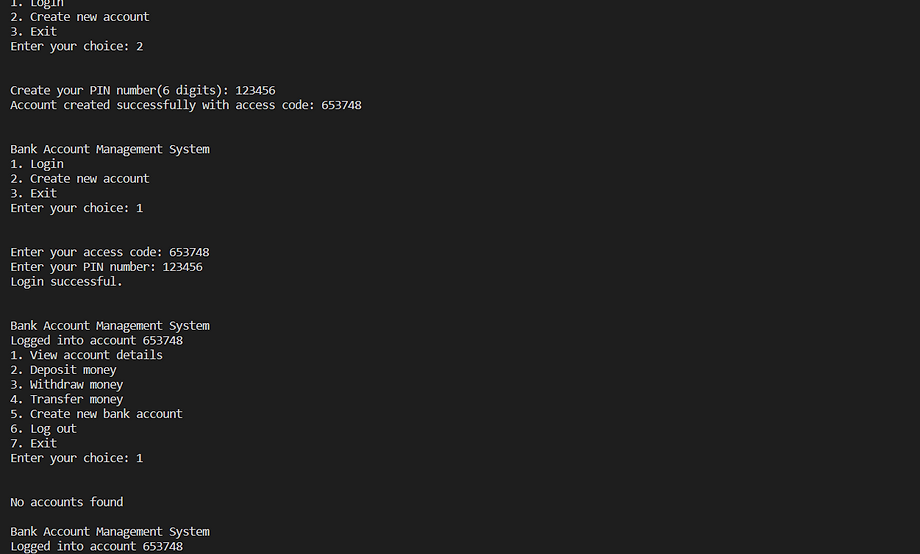 1. Login
2. Create new account
3. Exit
Enter your choice: 2
Create your PIN number(6 digits): 123456
Account created successfully with access code: 653748
Bank Account Management System
1. Login
2. Create new account
3. Exit
Enter your choice: 1
Enter your access code: 653748
Enter your PIN number: 123456
Login successful.
Bank Account Management System
Logged into account 653748
1. View account details
2. Deposit money
3. Withdraw money
4. Transfer money
5. Create new bank account
6. Log out
7. Exit
Enter your choice: 1
No accounts found
Bank Account Management System
Logged into account 653748